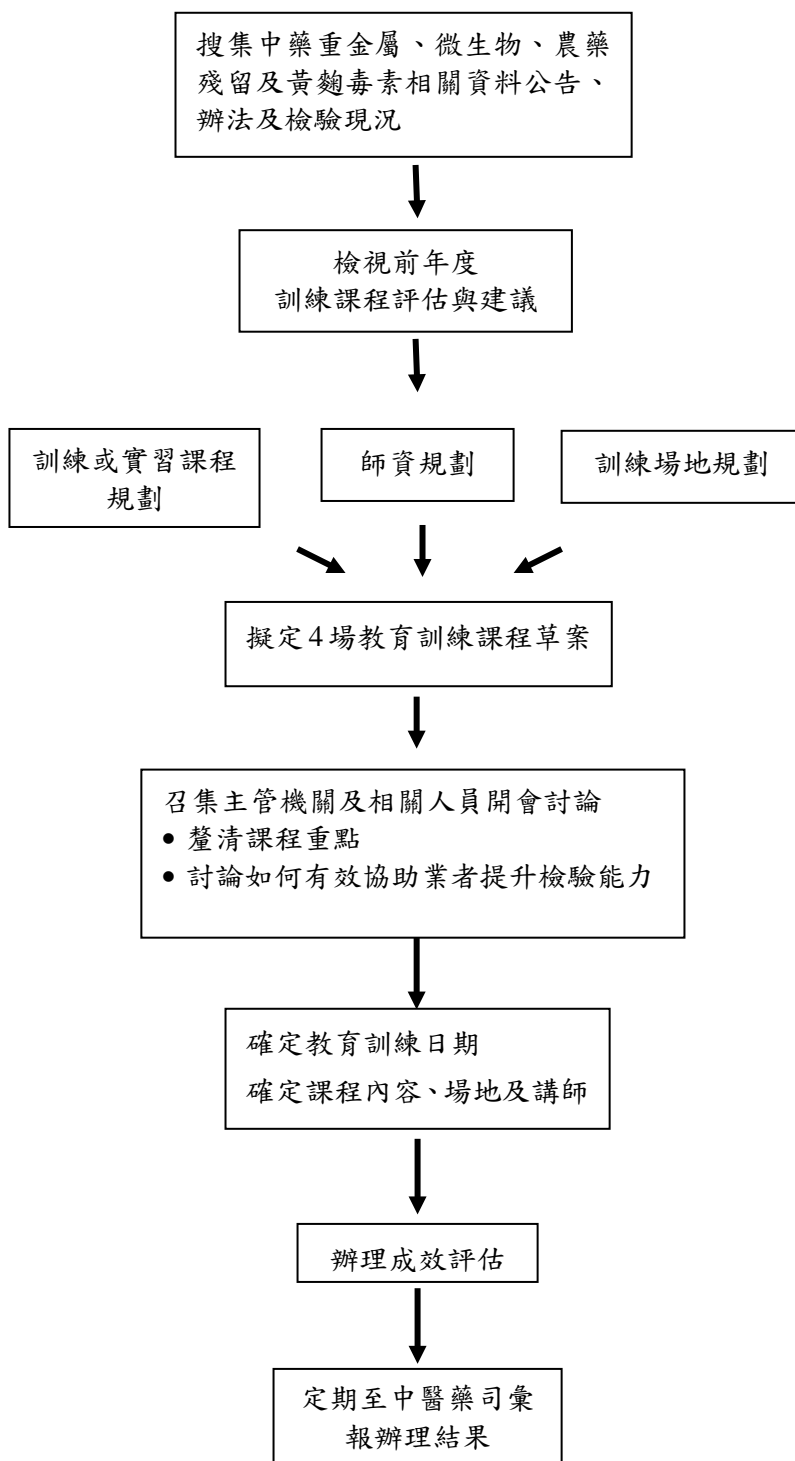 搜集中藥重金屬、微生物、農藥
殘留及黃麴毒素相關資料公告、
辦法及檢驗現況
檢視前年度
訓練課程評估與建議
訓練或實習課程
規劃
師資規劃
訓練場地規劃
擬定4場教育訓練課程草案
召集主管機關及相關人員開會討論
• 釐清課程重點
• 討論如何有效協助業者提升檢驗能力
確定教育訓練日期
確定課程內容、場地及講師
辦理成效評估
定期至中醫藥司彙
報辦理結果